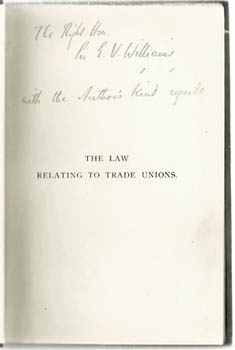 The Right Hon.
Sir E. V. Williams
with the Author's kind regards
THE LAW
RELATING TO TRADE UNIONS.